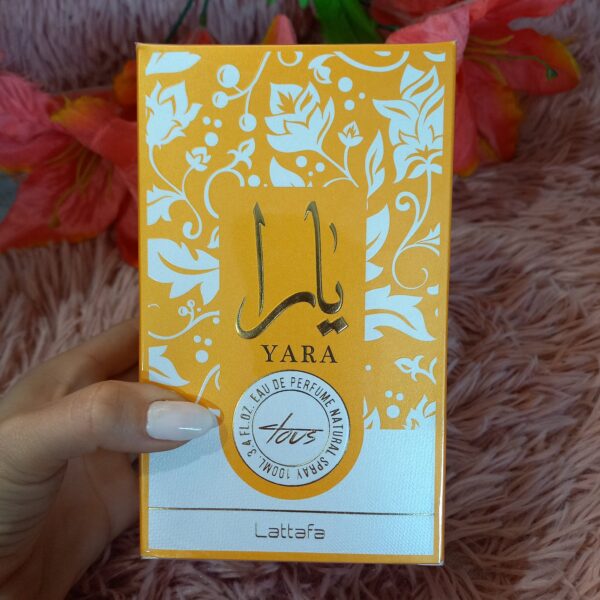 يارا
YARA
100ML. 3.4 FL.OZ. EAU DE PERFUME NATURAL SPRAY
tous
Lattafa